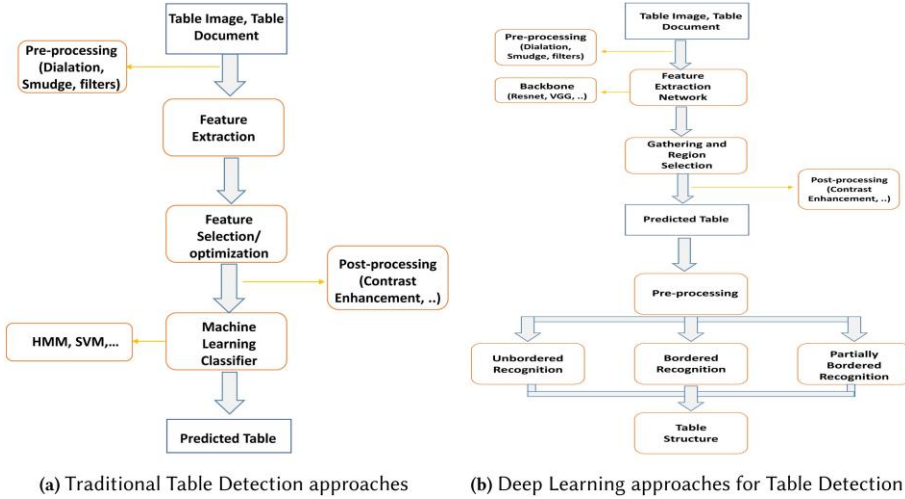 Table Image, Table
Document
Pre-processing
(Dialation,
Smudge, filters)
Feature
Extraction
Feature
Selection/
optimization
Post-processing
(Contrast
Enhancement, ..)
HMM, SVM,...
Machine
Learning
Classifier
Predicted Table
(a) Traditional Table Detection approaches
Table Image, Table
Document
Pre-processing
(Dialation,
Smudge, filters)
Backbone
(Resnet, VGG, ..)
Feature
Extraction
Network
Gathering and
Region
Selection
Post-processing
(Contrast
Enhancement, ..)
Predicted Table
Pre-processing
Unbordered
Recognition
Bordered
Recognition
Partially
Bordered
Recognition
Table
Structure
(b) Deep Learning approaches for Table Detection